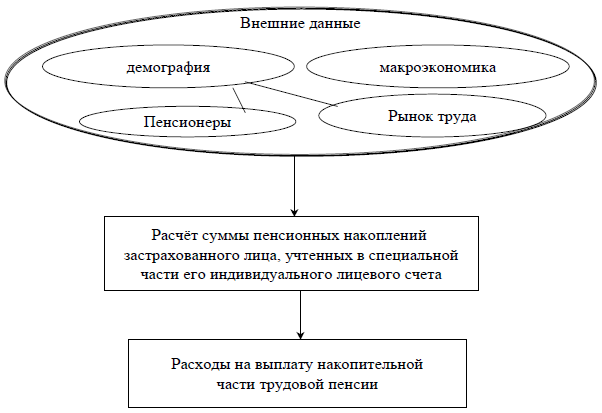 Внешние данные
демография
макроэкономика
Пенсионеры
Рынок труда
Расчёт суммы пенсионных накоплений
застрахованного лица, учтенных в специальной
части его индивидуального лицевого счета
Расходы на выплату накопительной
части трудовой пенсии